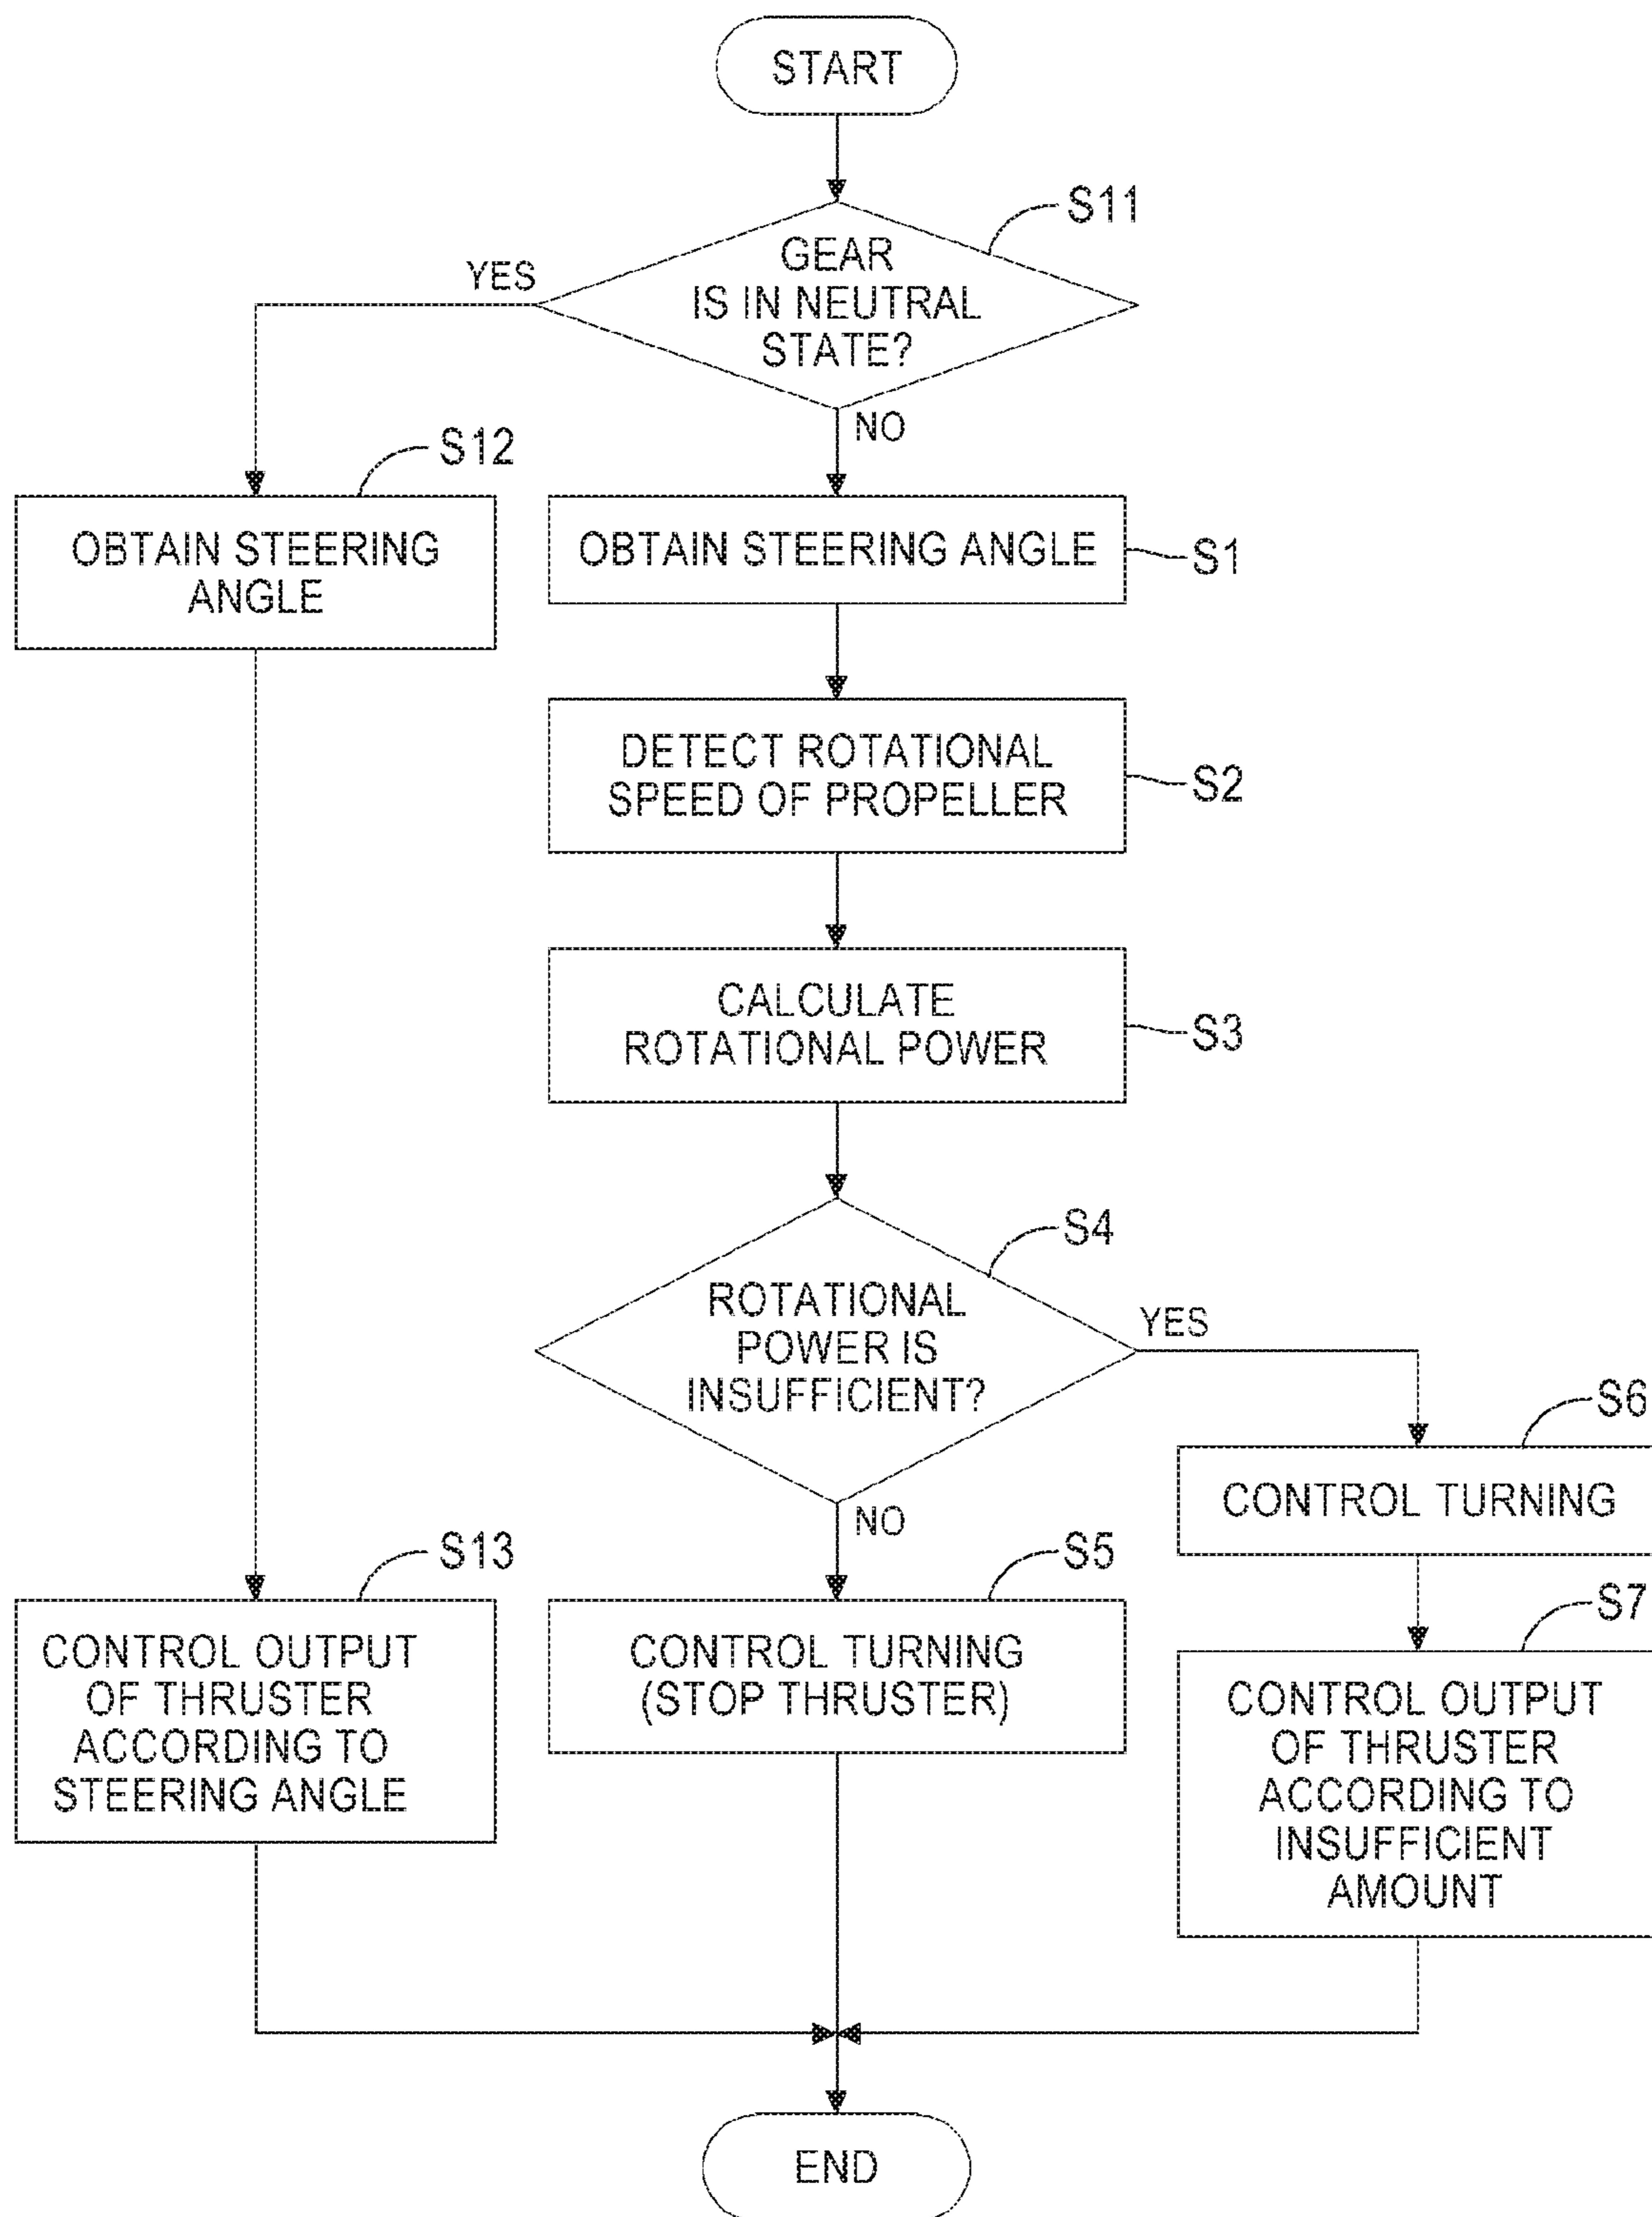 START
S11
GEAR
IS IN NEUTRAL
STATE?
YES
NO
S12
OBTAIN STEERING
ANGLE
OBTAIN STEERING ANGLE
S1
DETECT ROTATIONAL
SPEED OF PROPELLER
S2
CALCULATE
ROTATIONAL POWER
S3
S4
ROTATIONAL
POWER IS
INSUFFICIENT?
YES
NO
S6
CONTROL TURNING
S13
CONTROL OUTPUT
OF THRUSTER
ACCORDING TO
STEERING ANGLE
S5
CONTROL TURNING
(STOP THRUSTER)
S7
CONTROL OUTPUT
OF THRUSTER
ACCORDING TO
INSUFFICIENT
AMOUNT
END